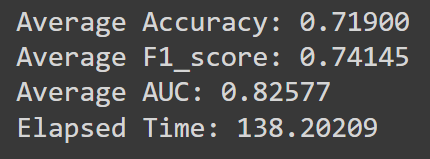 Average Accuracy: 0.71900
Average F1_score: 0.74145
Average AUC: 0.82577
Elapsed Time: 138.20209